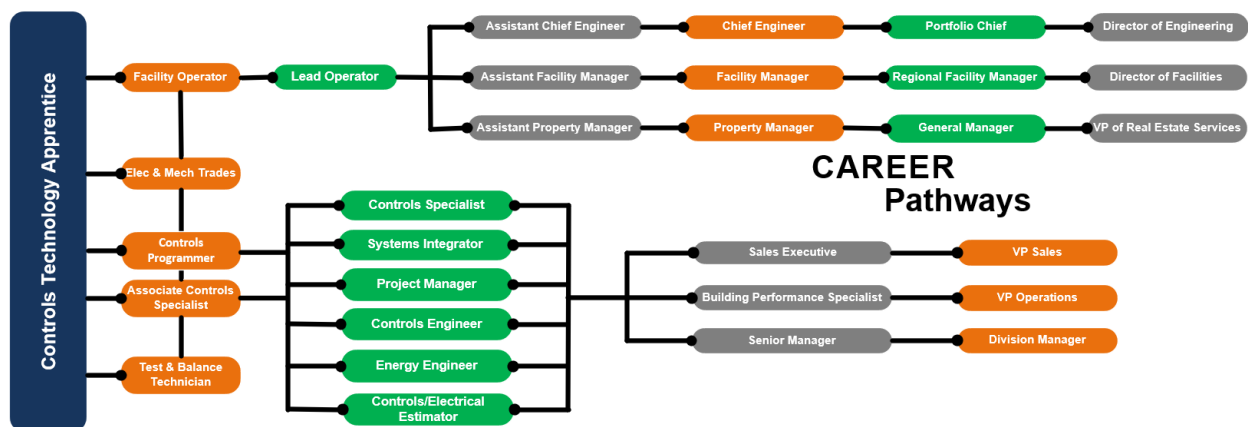 Controls Technology Apprentice
Facility Operator
Lead Operator
Assistant Chief Engineer
Chief Engineer
Portfolio Chief
Director of Engineering
Assistant Facility Manager
Facility Manager
Regional Facility Manager
Director of Facilities
Assistant Property Manager
Property Manager
General Manager
VP of Real Estate Services
CAREER
Pathways
Elec & Mech Trades
Controls
Programmer
Associate Controls
Specialist
Test & Balance
Technician
Controls Specialist
Systems Integrator
Project Manager
Controls Engineer
Energy Engineer
Controls/Electrical
Estimator
Sales Executive
VP Sales
Building Performance Specialist
VP Operations
Senior Manager
Division Manager